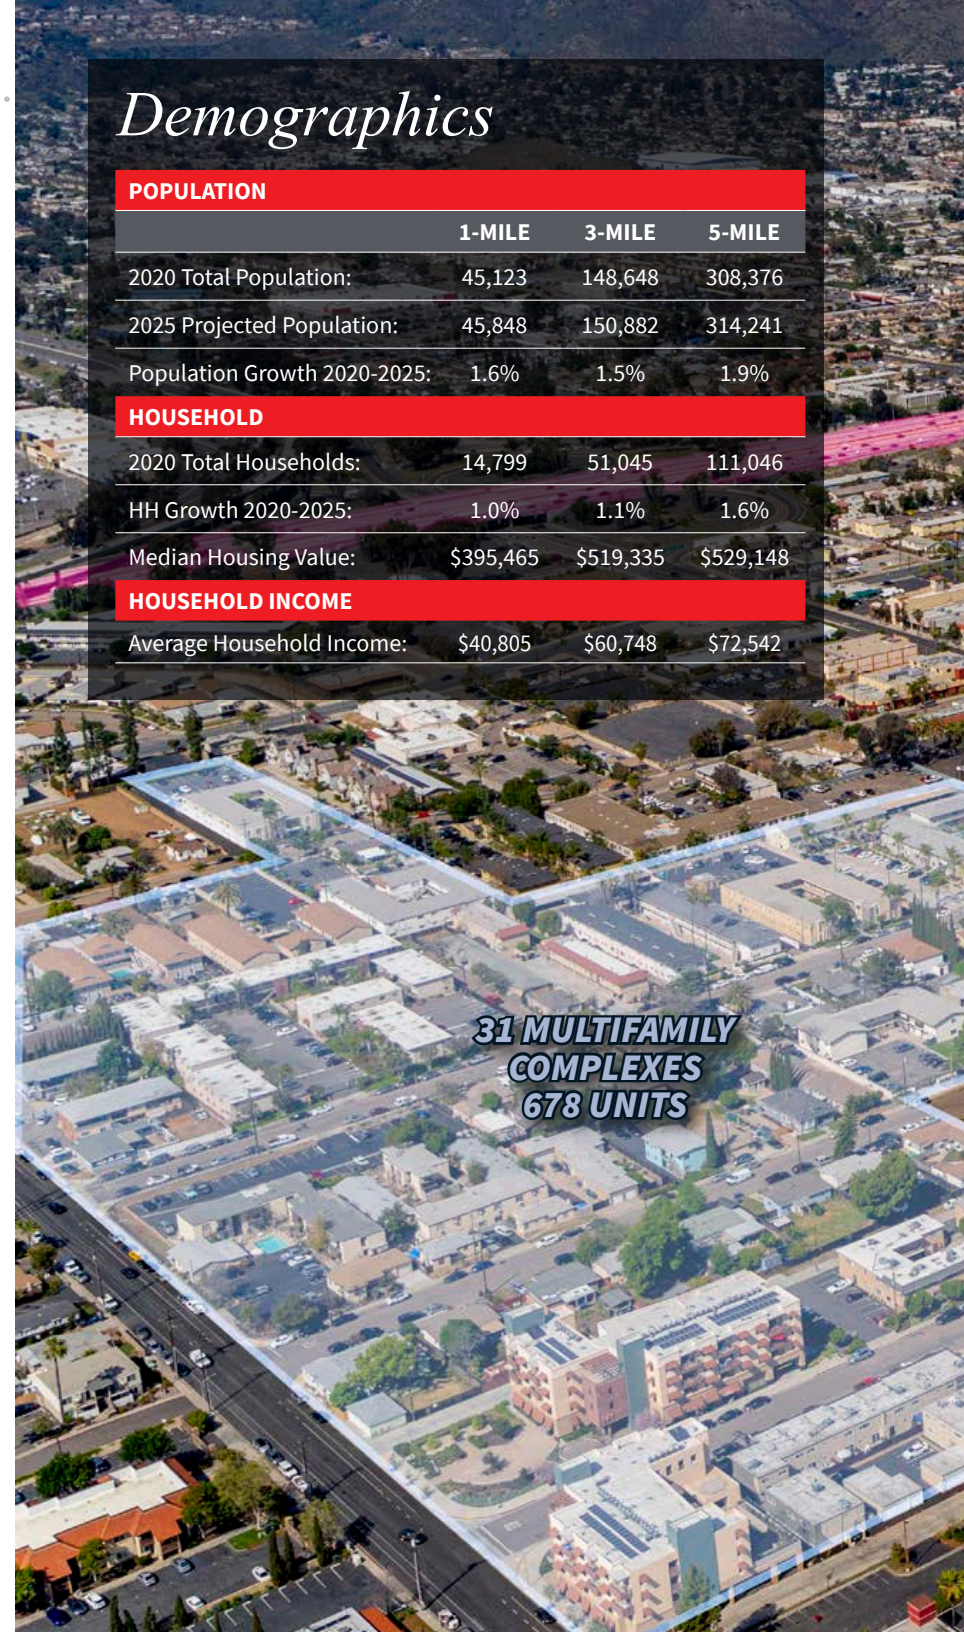 Demographics
POPULATION
1-MILE 3-MILE 5-MILE
2020 Total Population: 45,123 148,648 308,376
2025 Projected Population: 45,848 150,882 314,241
Population Growth 2020-2025: 1.6% 1.5% 1.9%
HOUSEHOLD
2020 Total Households: 14,799 51,045 111,046
HH Growth 2020-2025: 1.0% 1.1% 1.6%
Median Housing Value: $395,465 $519,335 $529,148
HOUSEHOLD INCOME
Average Household Income: $40,805 $60,748 $72,542
31 MULTIFAMILY
COMPLEXES
678 UNITS